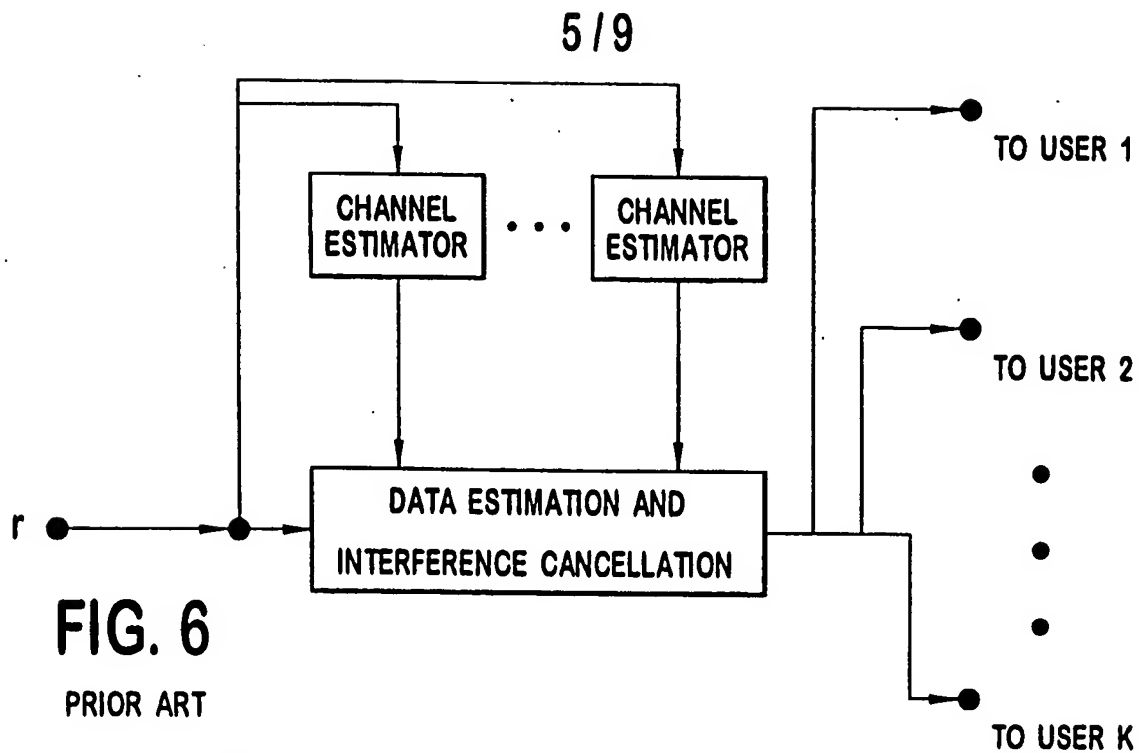 5/9
CHANNEL
ESTIMATOR
CHANNEL
ESTIMATOR
TO USER 1
TO USER 2
r
DATA ESTIMATION AND
INTERFERENCE CANCELLATION
FIG. 6
PRIOR ART
TO USER K